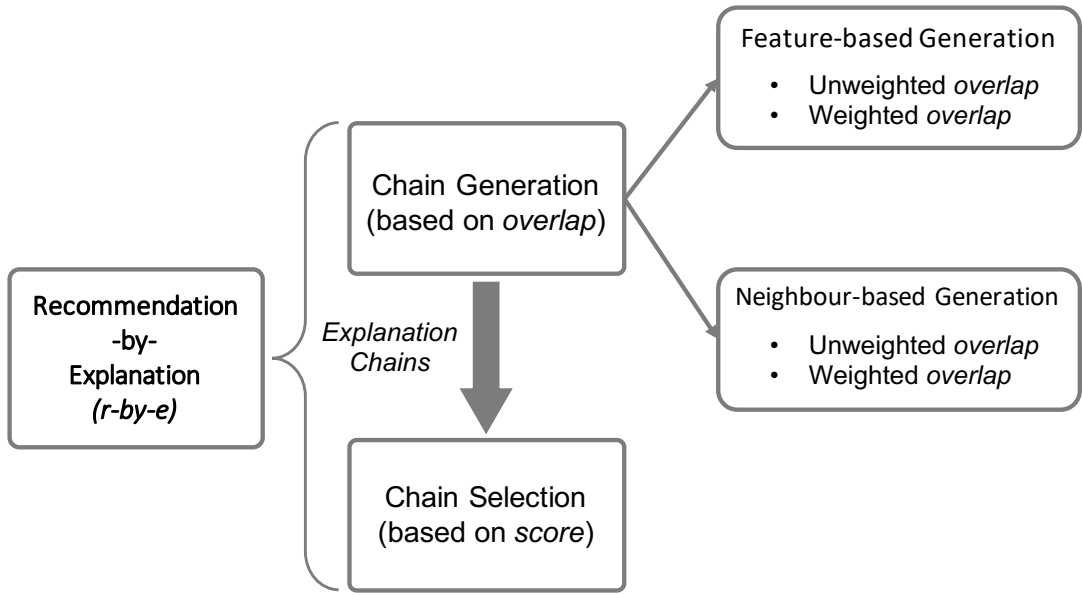 Recommendation
-by-
Explanation
(r-by-e)
Chain Generation
(based on overlap)
Explanation
Chains
Chain Selection
(based on score)
Feature-based Generation
• Unweighted overlap
• Weighted overlap
Neighbour-based Generation
• Unweighted overlap
• Weighted overlap